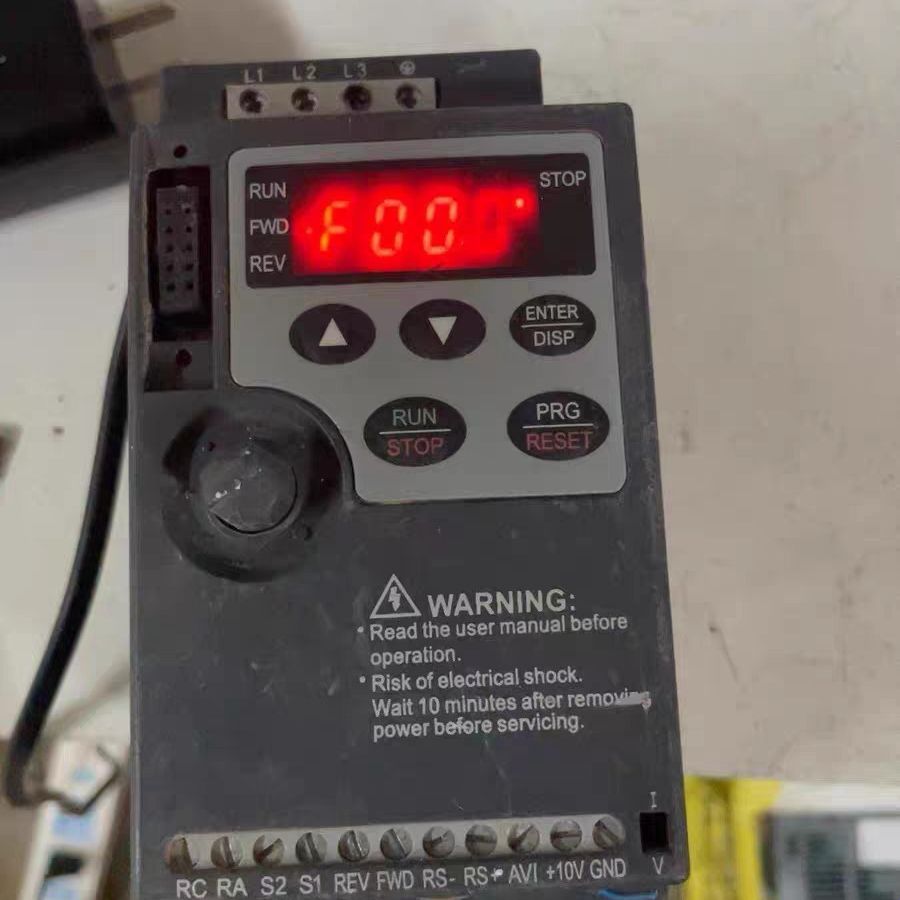 L1 L2 L3
RUN
STOP
FWD
REV
F00
ENTER
DISP
RUN
STOP
PRG
RESET
WARNING:
• Read the user manual before
operation.
• Risk of electrical shock.
Wait 10 minutes after removing
power before servicing.
I
V
RC RA S2 S1 REV FWD RS- RS+ AVI +10V GND